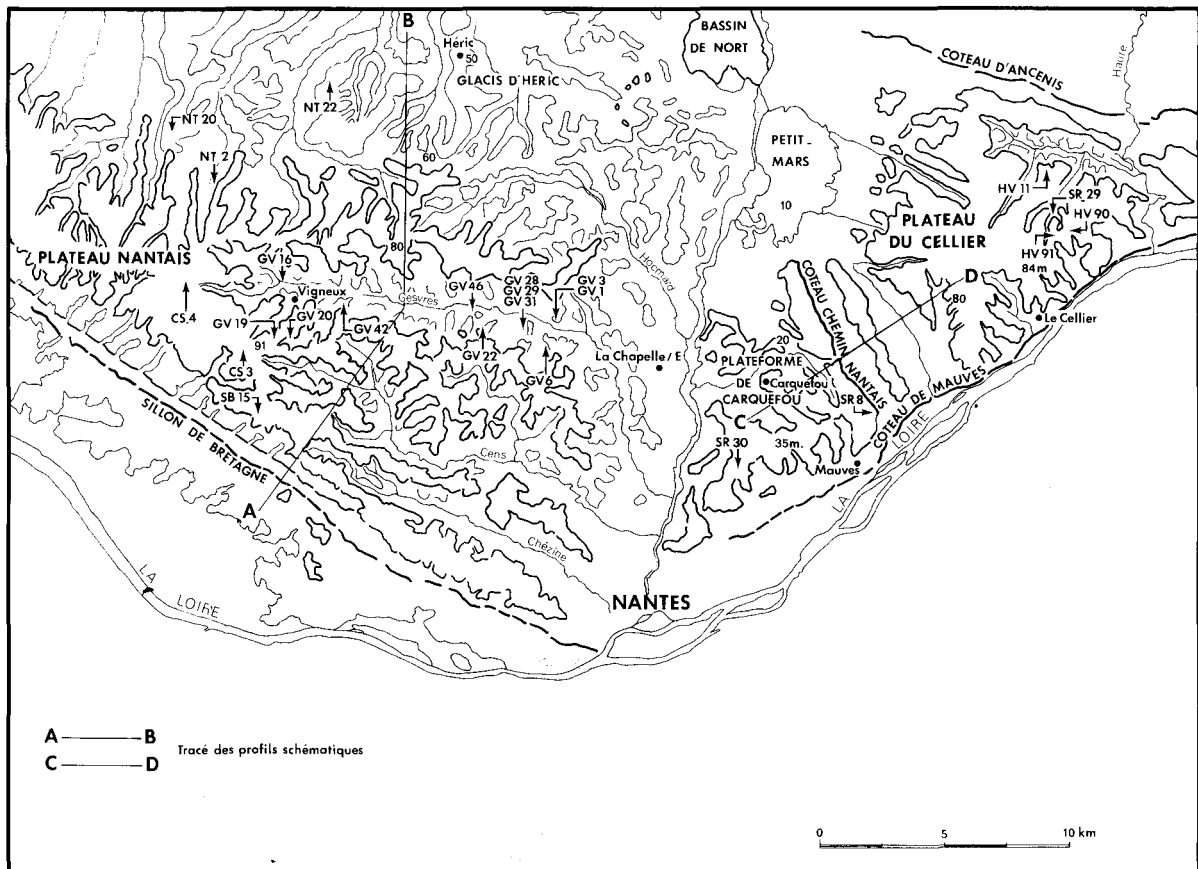 B
BASSIN
DE NORT
Héric
50
GLACIS D'HERIC
COTEAU D'ANCENIS
Havre
NT 22
NT 20
NT 2
60
PETIT-
MARS
10
HV 11
SR 29
HV 90
HV 91
84m
PLATEAU
DU CELLIER
PLATEAU NANTAIS
80
GV 16
Vigneux
Gesvres
GV 46
GV 28
GV 29
GV 31
GV 3
GV 1
Hocmard
D
80
Le Cellier
CS.4
GV 19
GV 20
GV 42
91
GV 22
GV6
La Chapelle/E
CS 3
SB 15
COTEAU CHEMIN NANTAIS
20
PLATEFORME
DE
CARQUEFOU
Carquefou
SR 8
COTEAU DE MAUVES
C
SR 30
35m.
Mauves
LA LOIRE
SILLON DE BRETAGNE
A
Cens
Chézine
LA LOIRE
NANTES
A B
C D
Tracé des profils schématiques
0 5 10 km